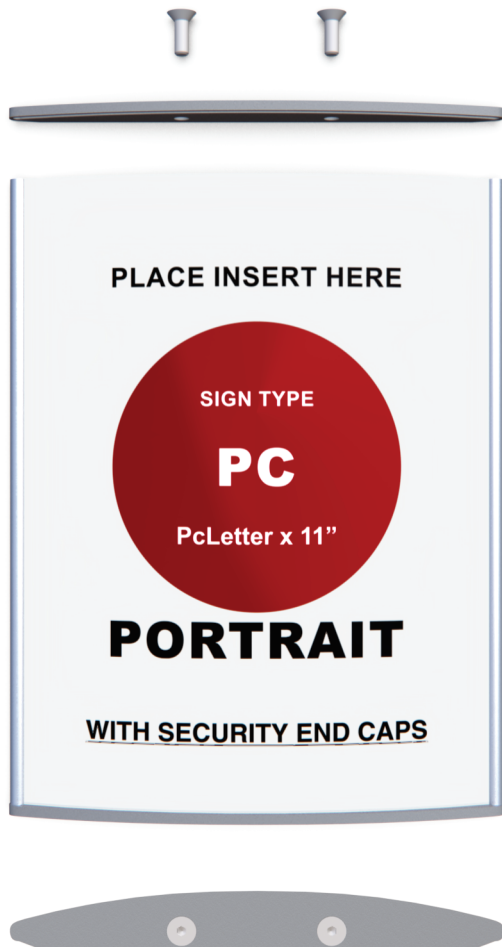 PLACE INSERT HERE
SIGN TYPE
PC
PcLetter x 11”
PORTRAIT
WITH SECURITY END CAPS